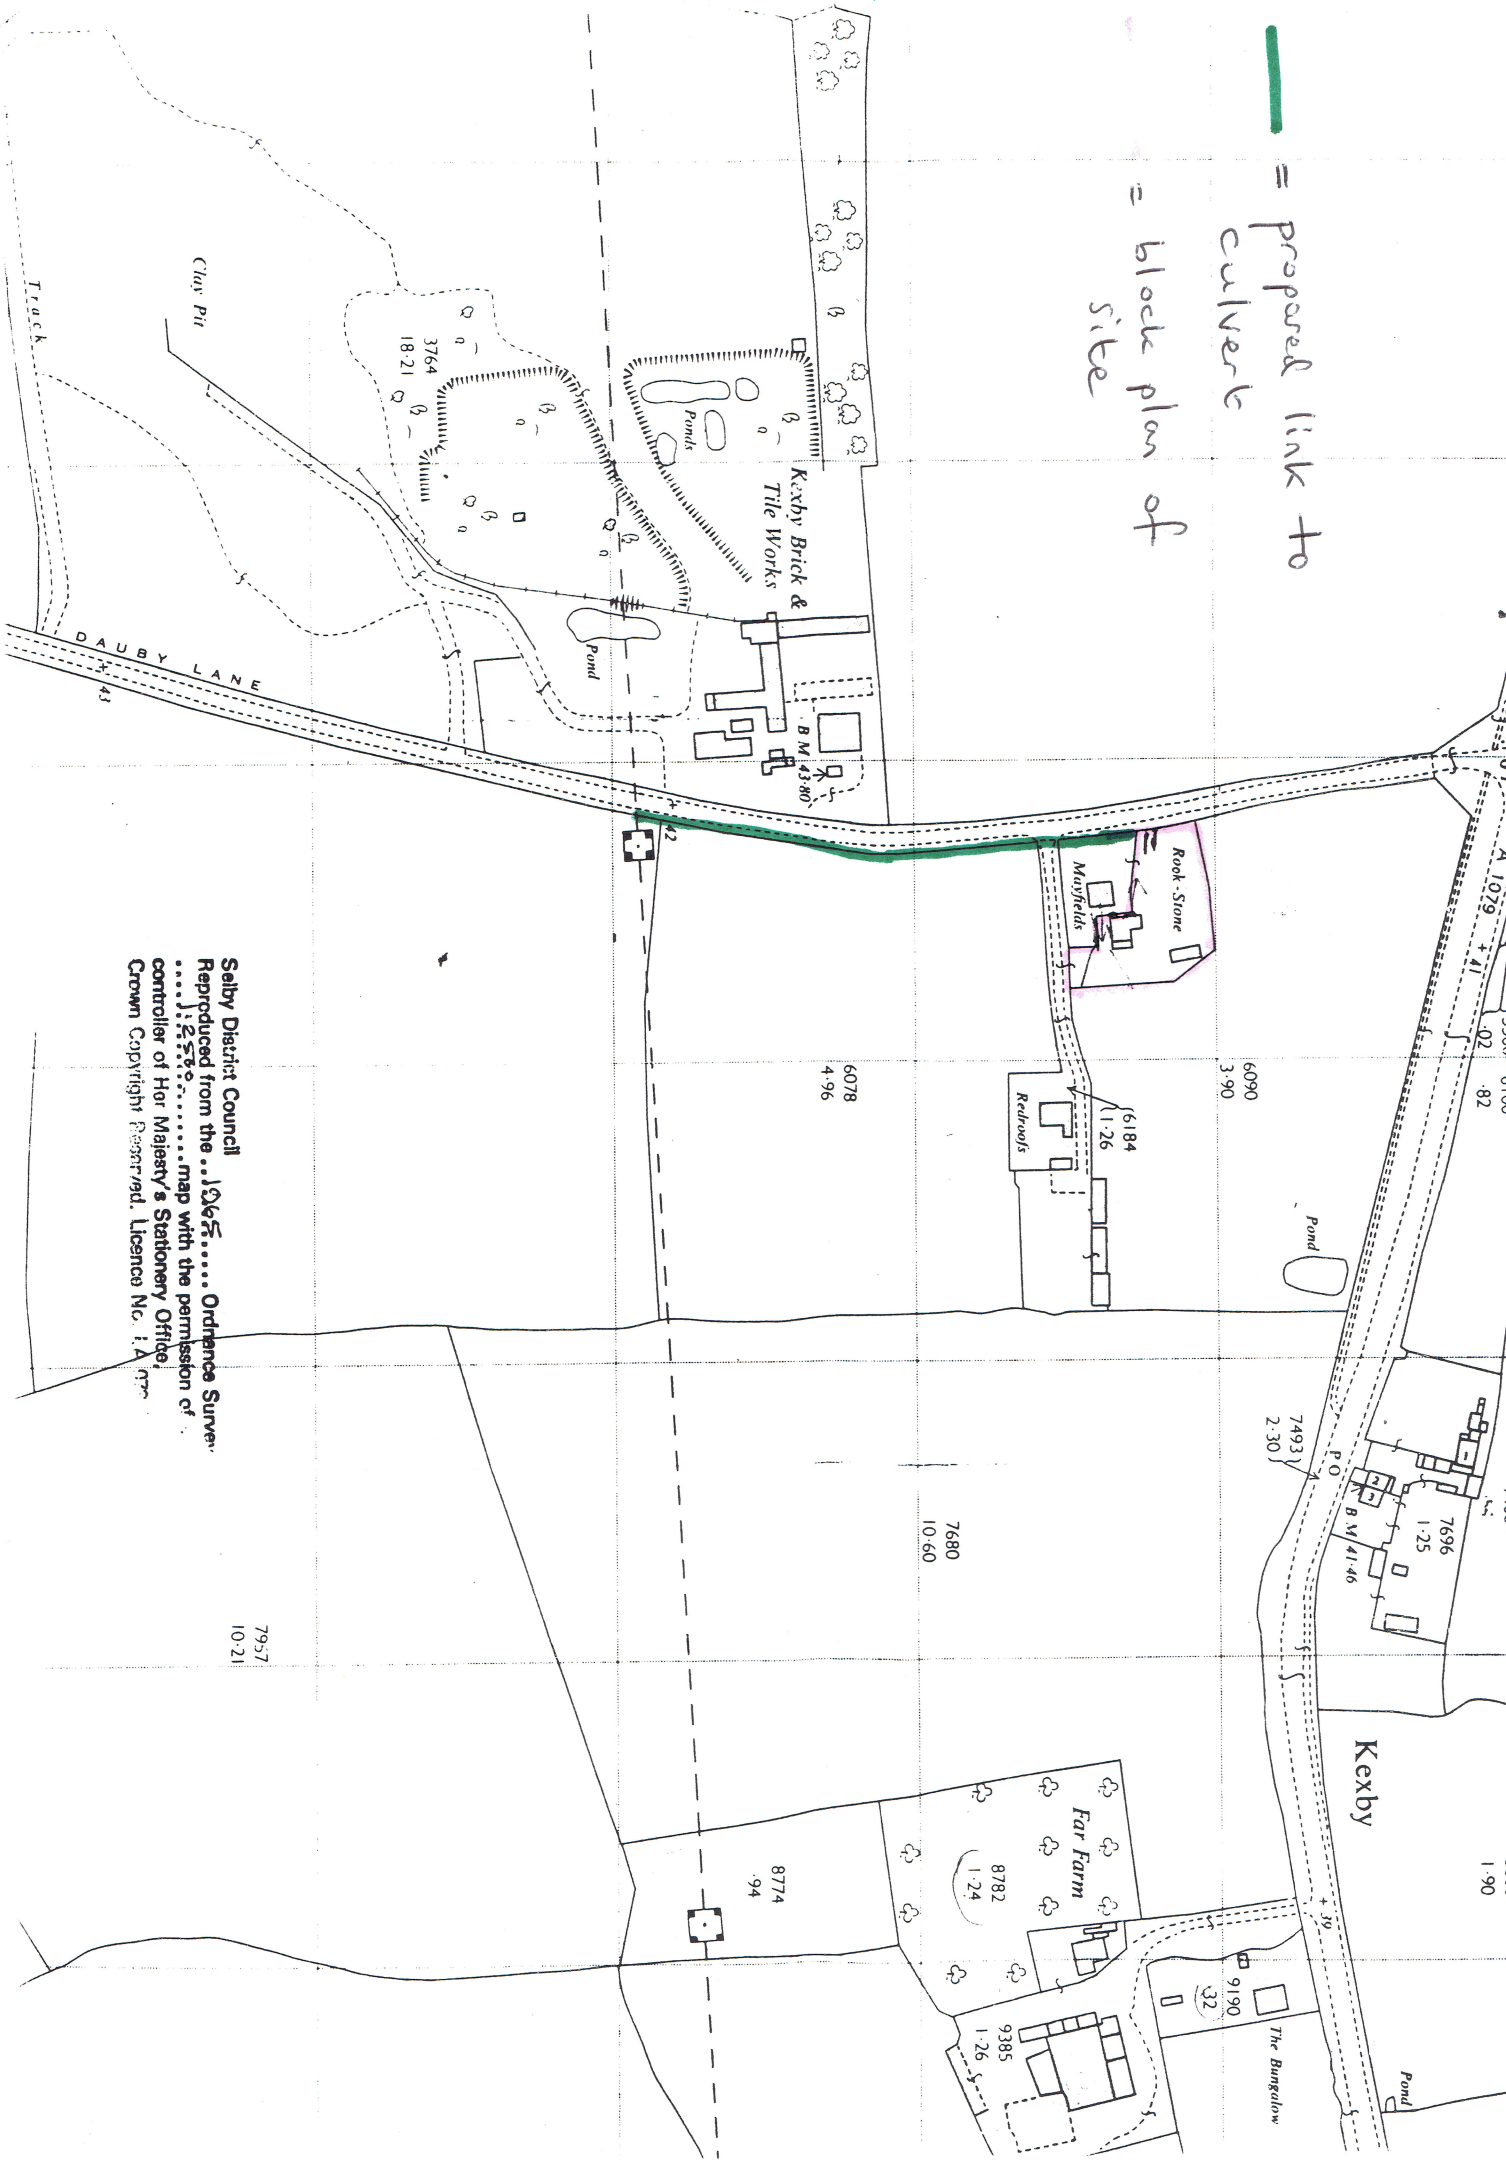 = proposed link to
culvert
= block plan of
site
Kexby Brick &
Tile Works
Ponds
Pond
Clay Pit
Track
3764
18·21
DAUBY LANE
43
42
B M 43·80
Rook-Stone
Mayfields
Redroofs
6184
1·26
6090
3·90
6078
4·96
A 1079
41
·02
·82
Pond
7493
2·30
P O
2
3
B M 41·46
7696
1·25
7680
10·60
7957
10·21
Kexby
1·90
39
Far Farm
8782
1·24
8774
·94
9190
·32
The Bungalow
9385
1·26
Pond
Selby District Council
Reproduced from the ..1965..... Ordnance Survey
.....1:2500........map with the permission of
controller of Her Majesty's Stationery Office,
Crown Copyright Reserved. Licence No.